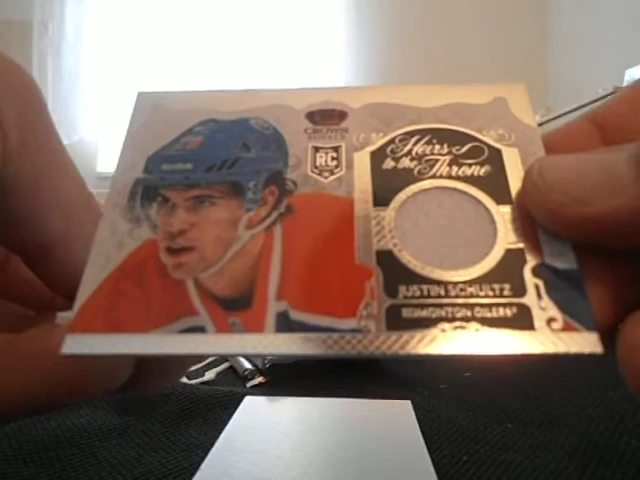 CROWN
ROYALE
RC
Heirs
to the
Throne
JUSTIN SCHULTZ
EDMONTON OILERS